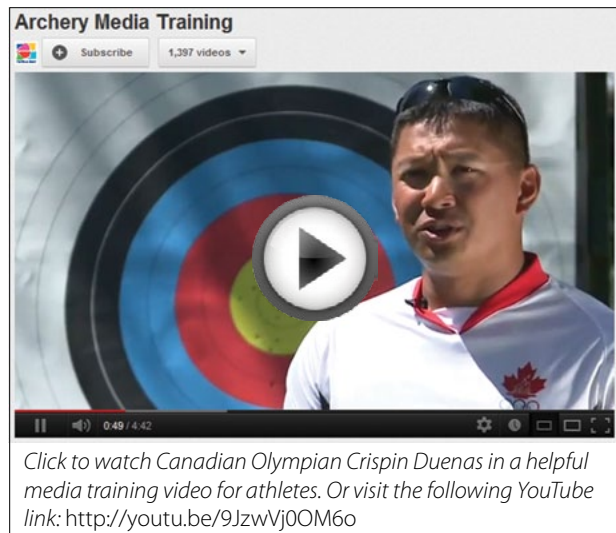 Archery Media Training
Subscribe
1,397 videos
0:49 / 4:42
Click to watch Canadian Olympian Crispin Duenas in a helpful
media training video for athletes. Or visit the following YouTube
link: http://youtu.be/9JzwVj0OM6o